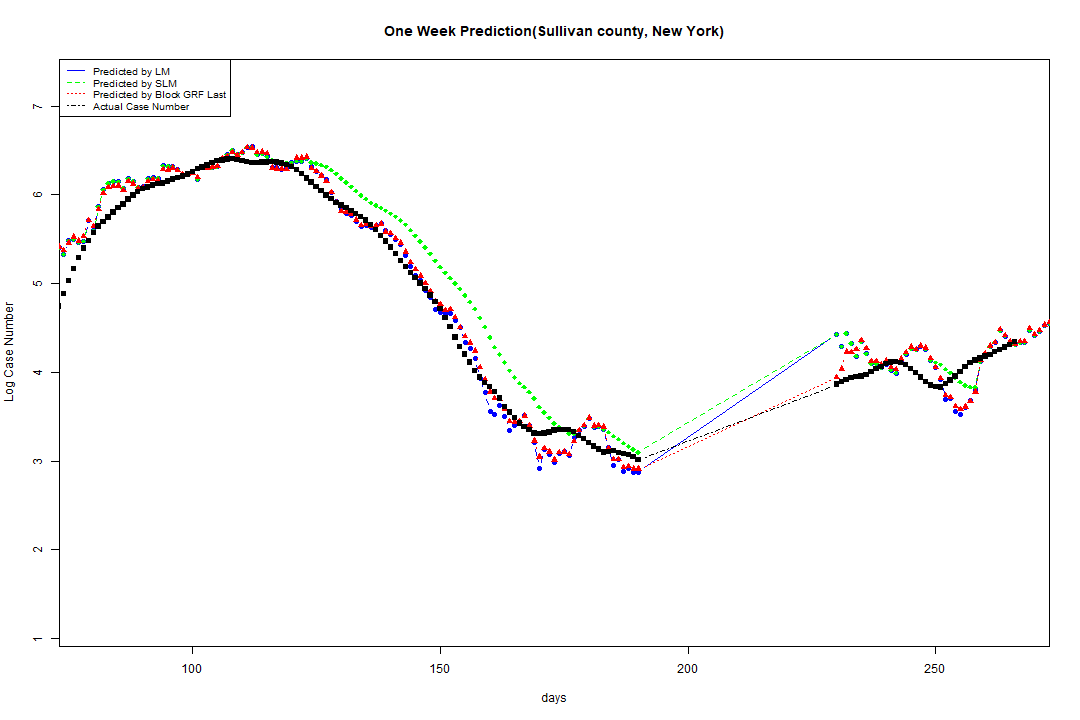 One Week Prediction(Sullivan county, New York)
Predicted by LM
Predicted by SLM
Predicted by Block GRF Last
Actual Case Number
7
6
5
4
3
2
1
Log Case Number
100 150 200 250
days